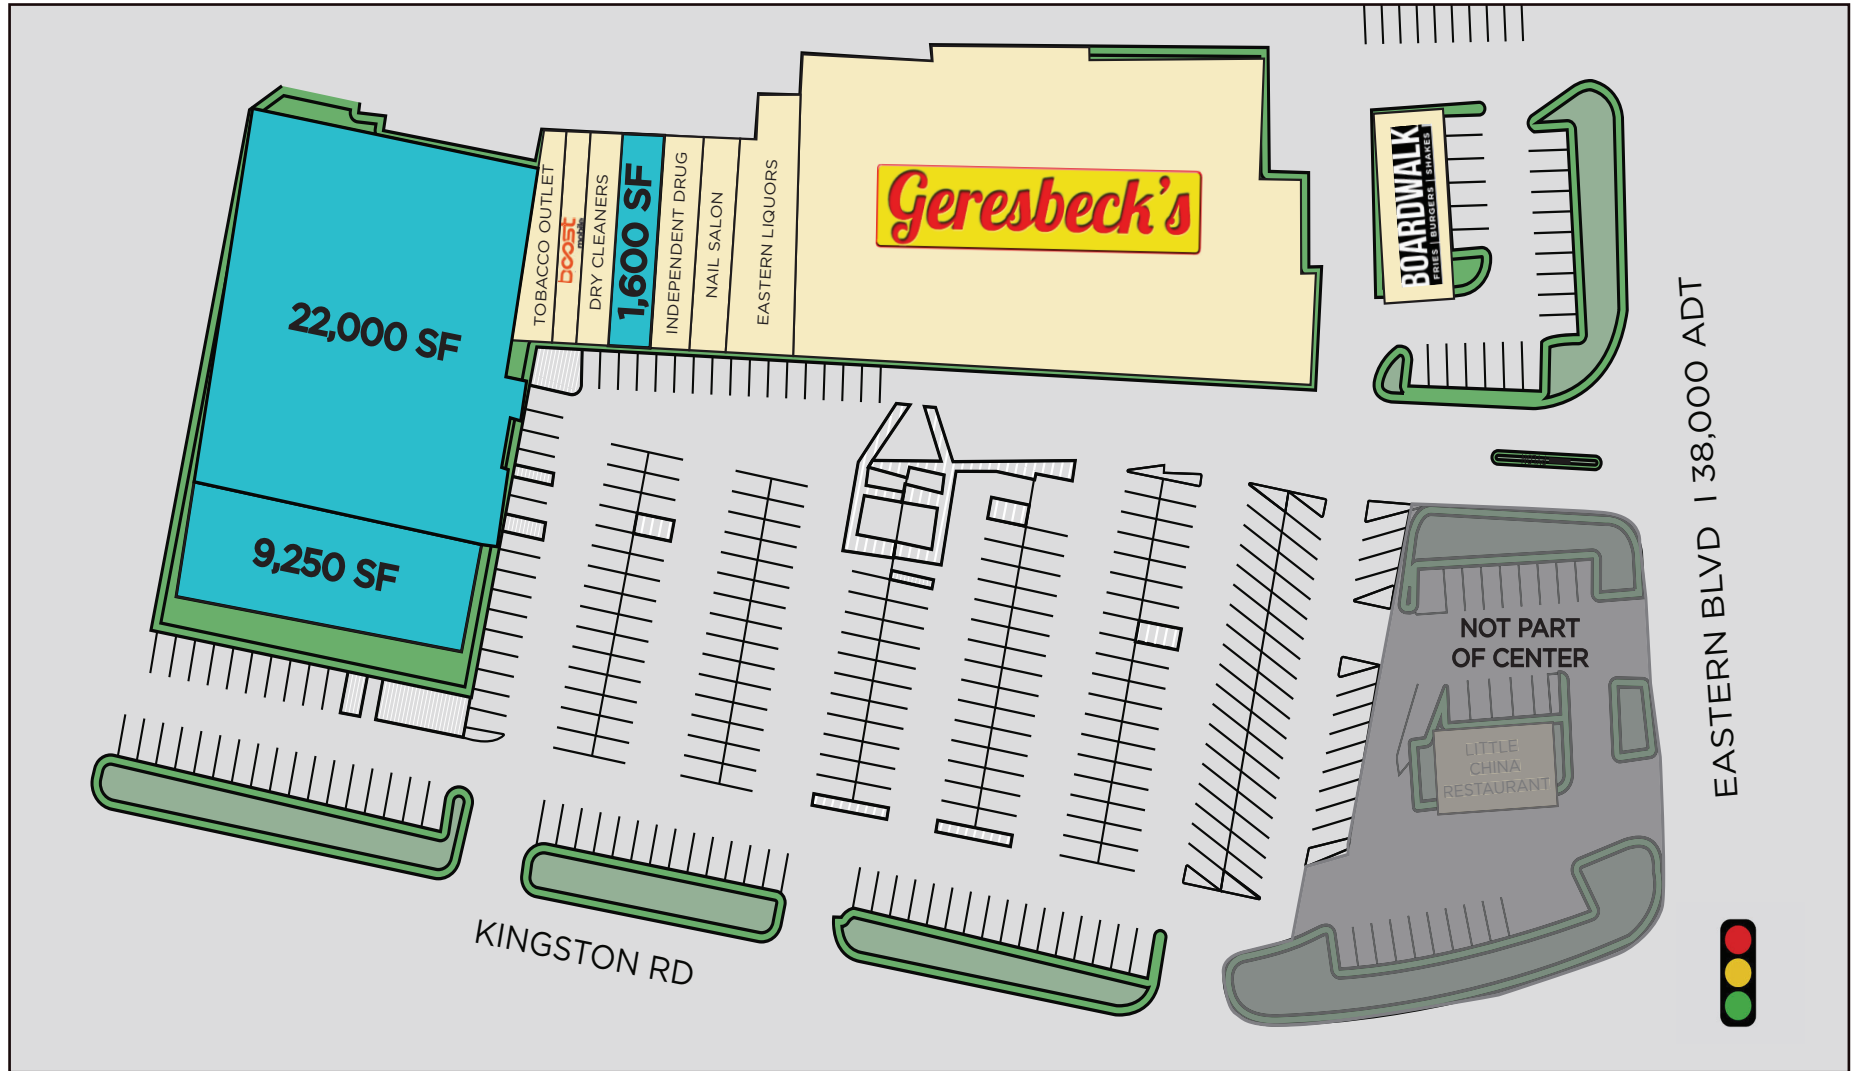 22,000 SF
9,250 SF
TOBACCO OUTLET
boost
mobile
DRY CLEANERS
1,600 SF
INDEPENDENT DRUG
NAIL SALON
EASTERN LIQUORS
Geresbeck's
BOARDWALK
FRIES | BURGERS | SHAKES
EASTERN BLVD | 38,000 ADT
NOT PART
OF CENTER
LITTLE
CHINA
RESTAURANT
KINGSTON RD